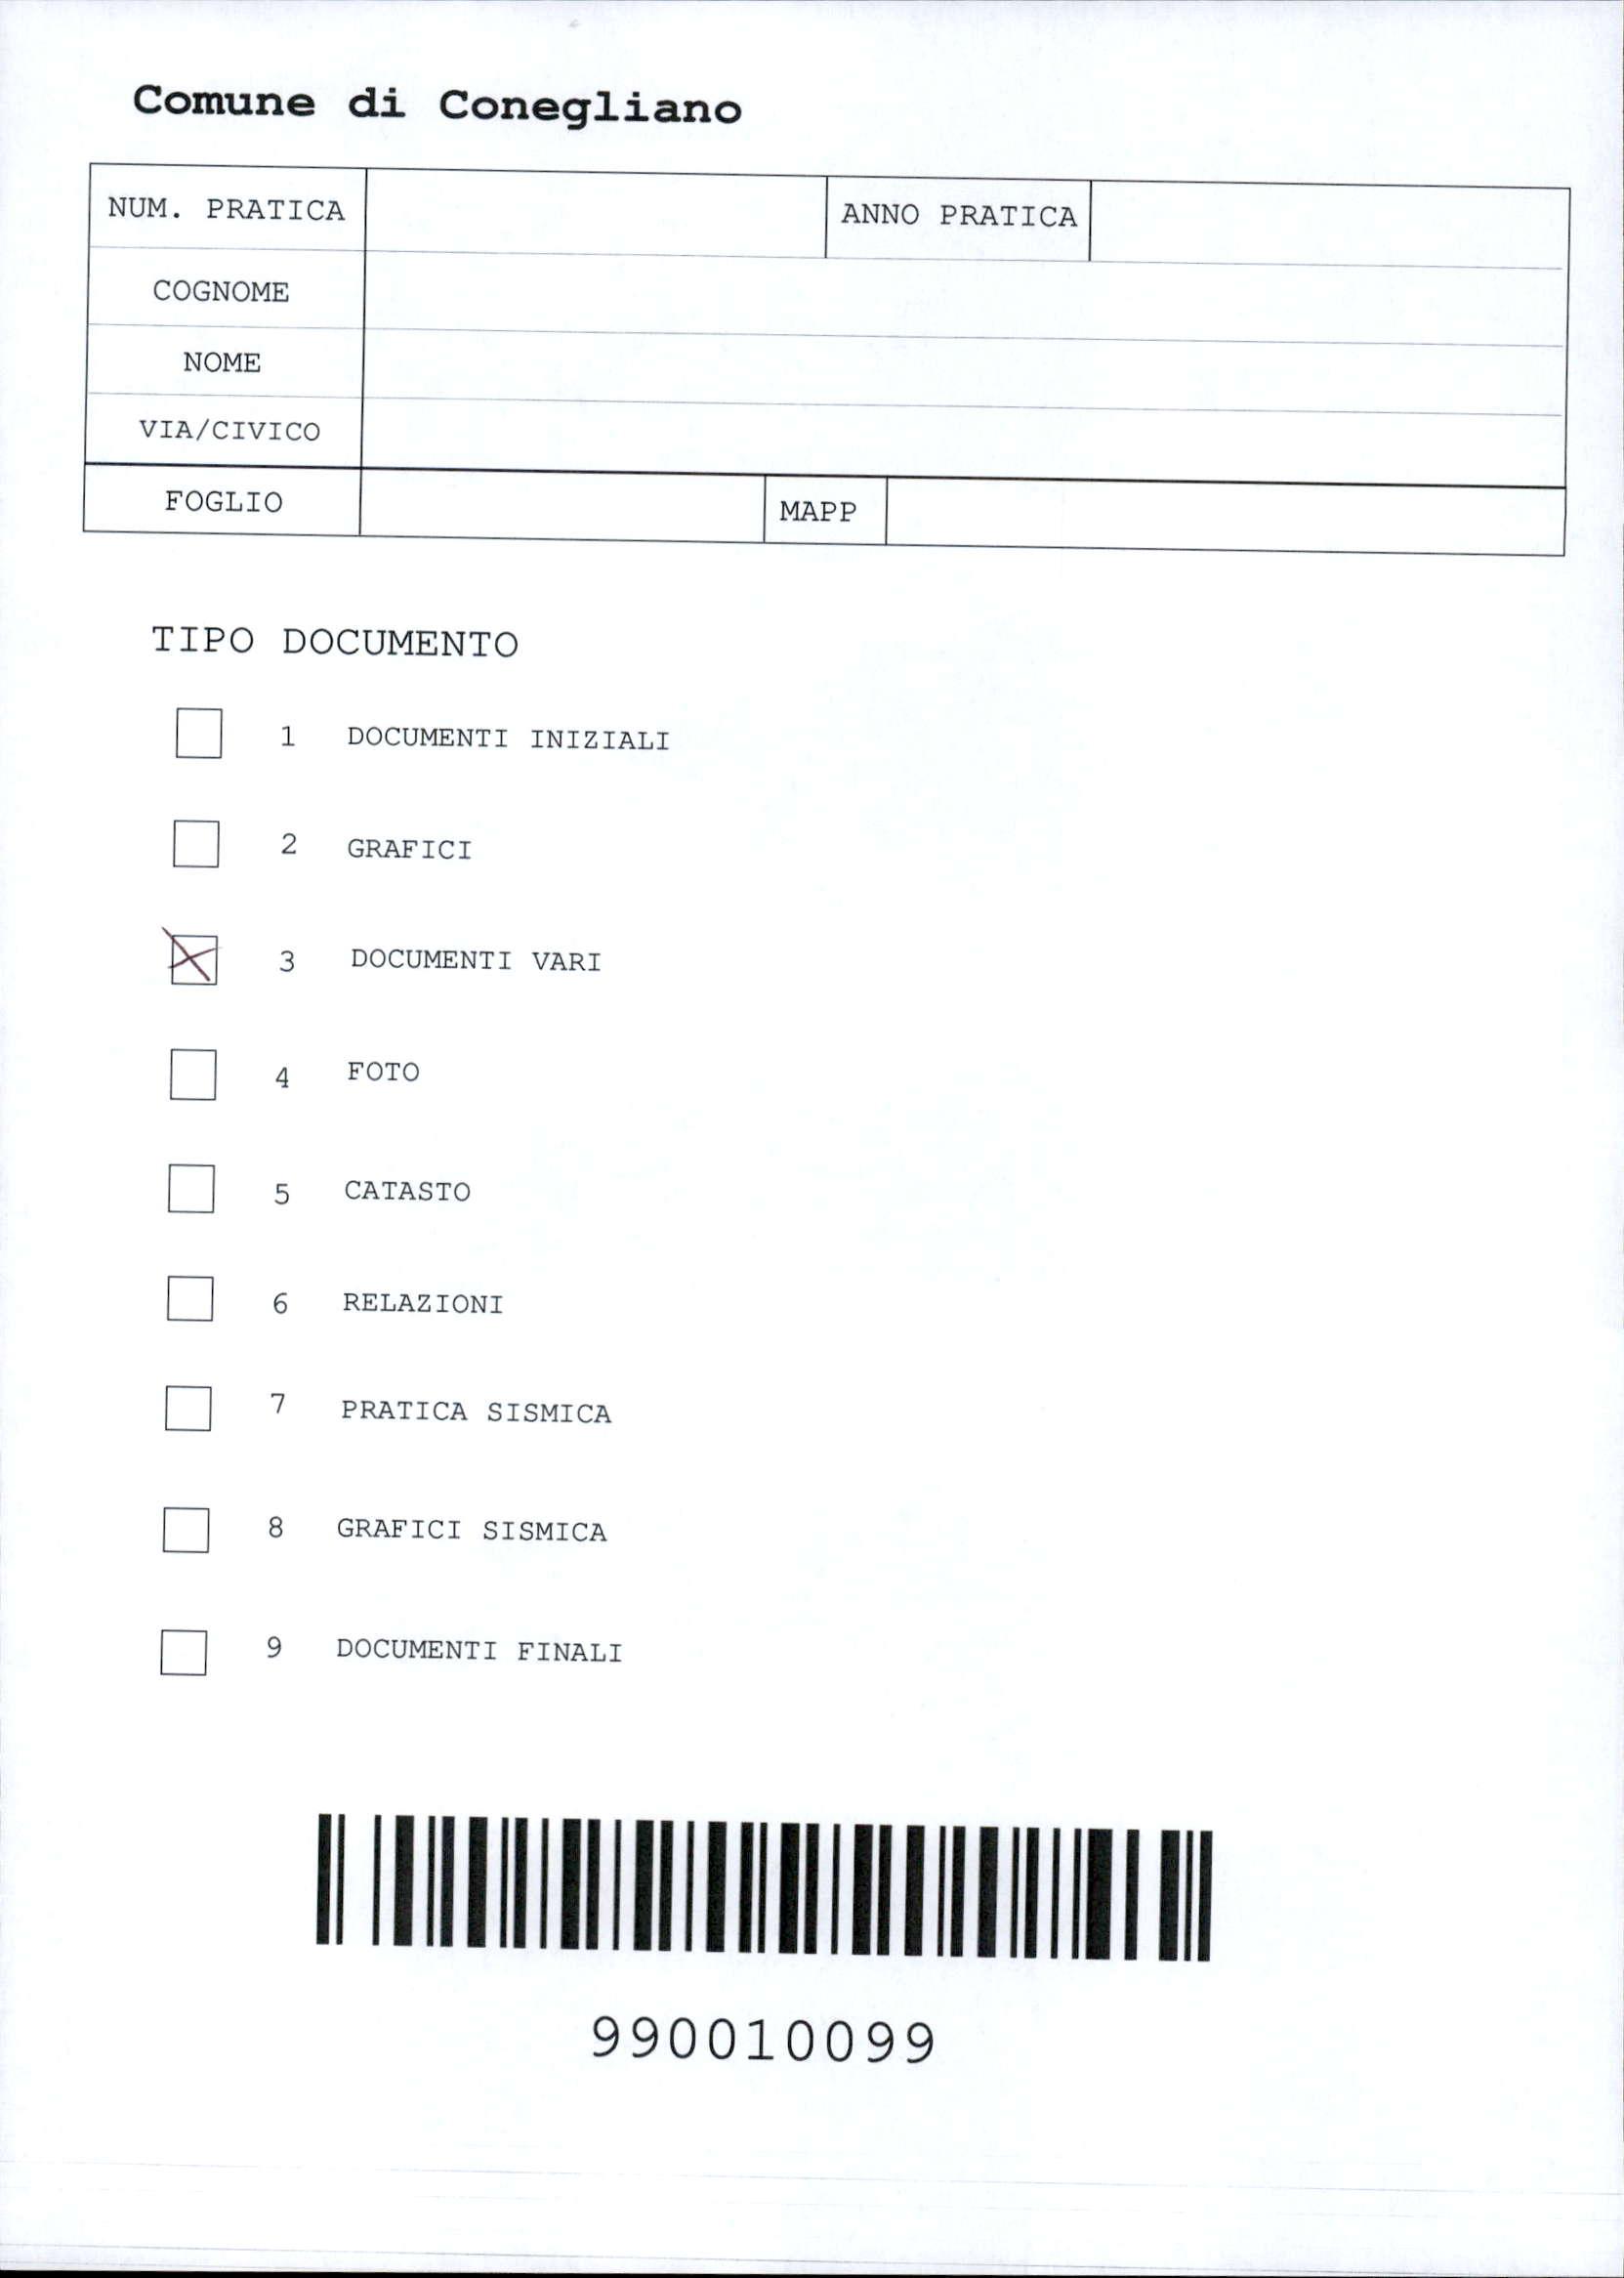 Comune di Conegliano
NUM. PRATICA ANNO PRATICA
COGNOME
NOME
VIA/CIVICO
FOGLIO MAPP
TIPO DOCUMENTO
1 DOCUMENTI INIZIALI
2 GRAFICI
3 DOCUMENTI VARI
4 FOTO
5 CATASTO
6 RELAZIONI
7 PRATICA SISMICA
8 GRAFICI SISMICA
9 DOCUMENTI FINALI
990010099